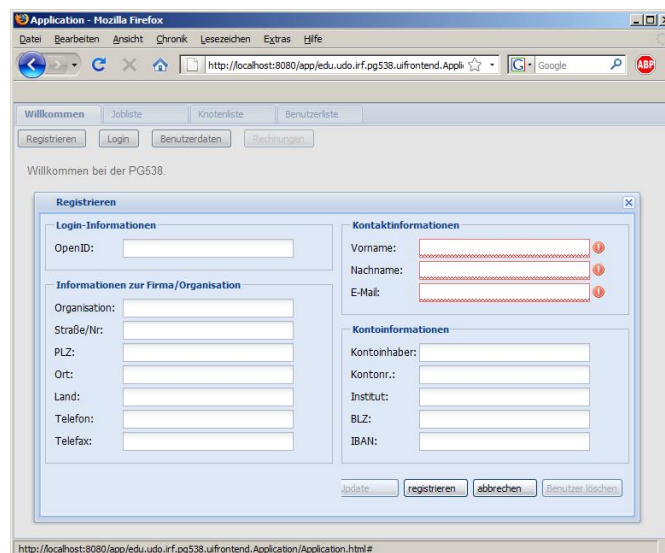 Application - Mozilla Firefox
Datei Bearbeiten Ansicht Chronik Lesezeichen Extras Hilfe
http://localhost:8080/app/edu.udo.irf.pg538.uifrontend.Appli
G Google
ABP
Willkommen Jobliste Knotenliste Benutzerliste
Registrieren Login Benutzerdaten Rechnungen
Willkommen bei der PG538.
Registrieren
Login-Informationen
OpenID:
Informationen zur Firma/Organisation
Organisation:
Straße/Nr:
PLZ:
Ort:
Land:
Telefon:
Telefax:
Kontaktinformationen
Vorname:
Nachname:
E-Mail:
Kontoinformationen
Kontoinhaber:
Kontonr.:
Institut:
BLZ:
IBAN:
Update registrieren abbrechen Benutzer löschen
http://localhost:8080/app/edu.udo.irf.pg538.uifrontend.Application/Application.html#